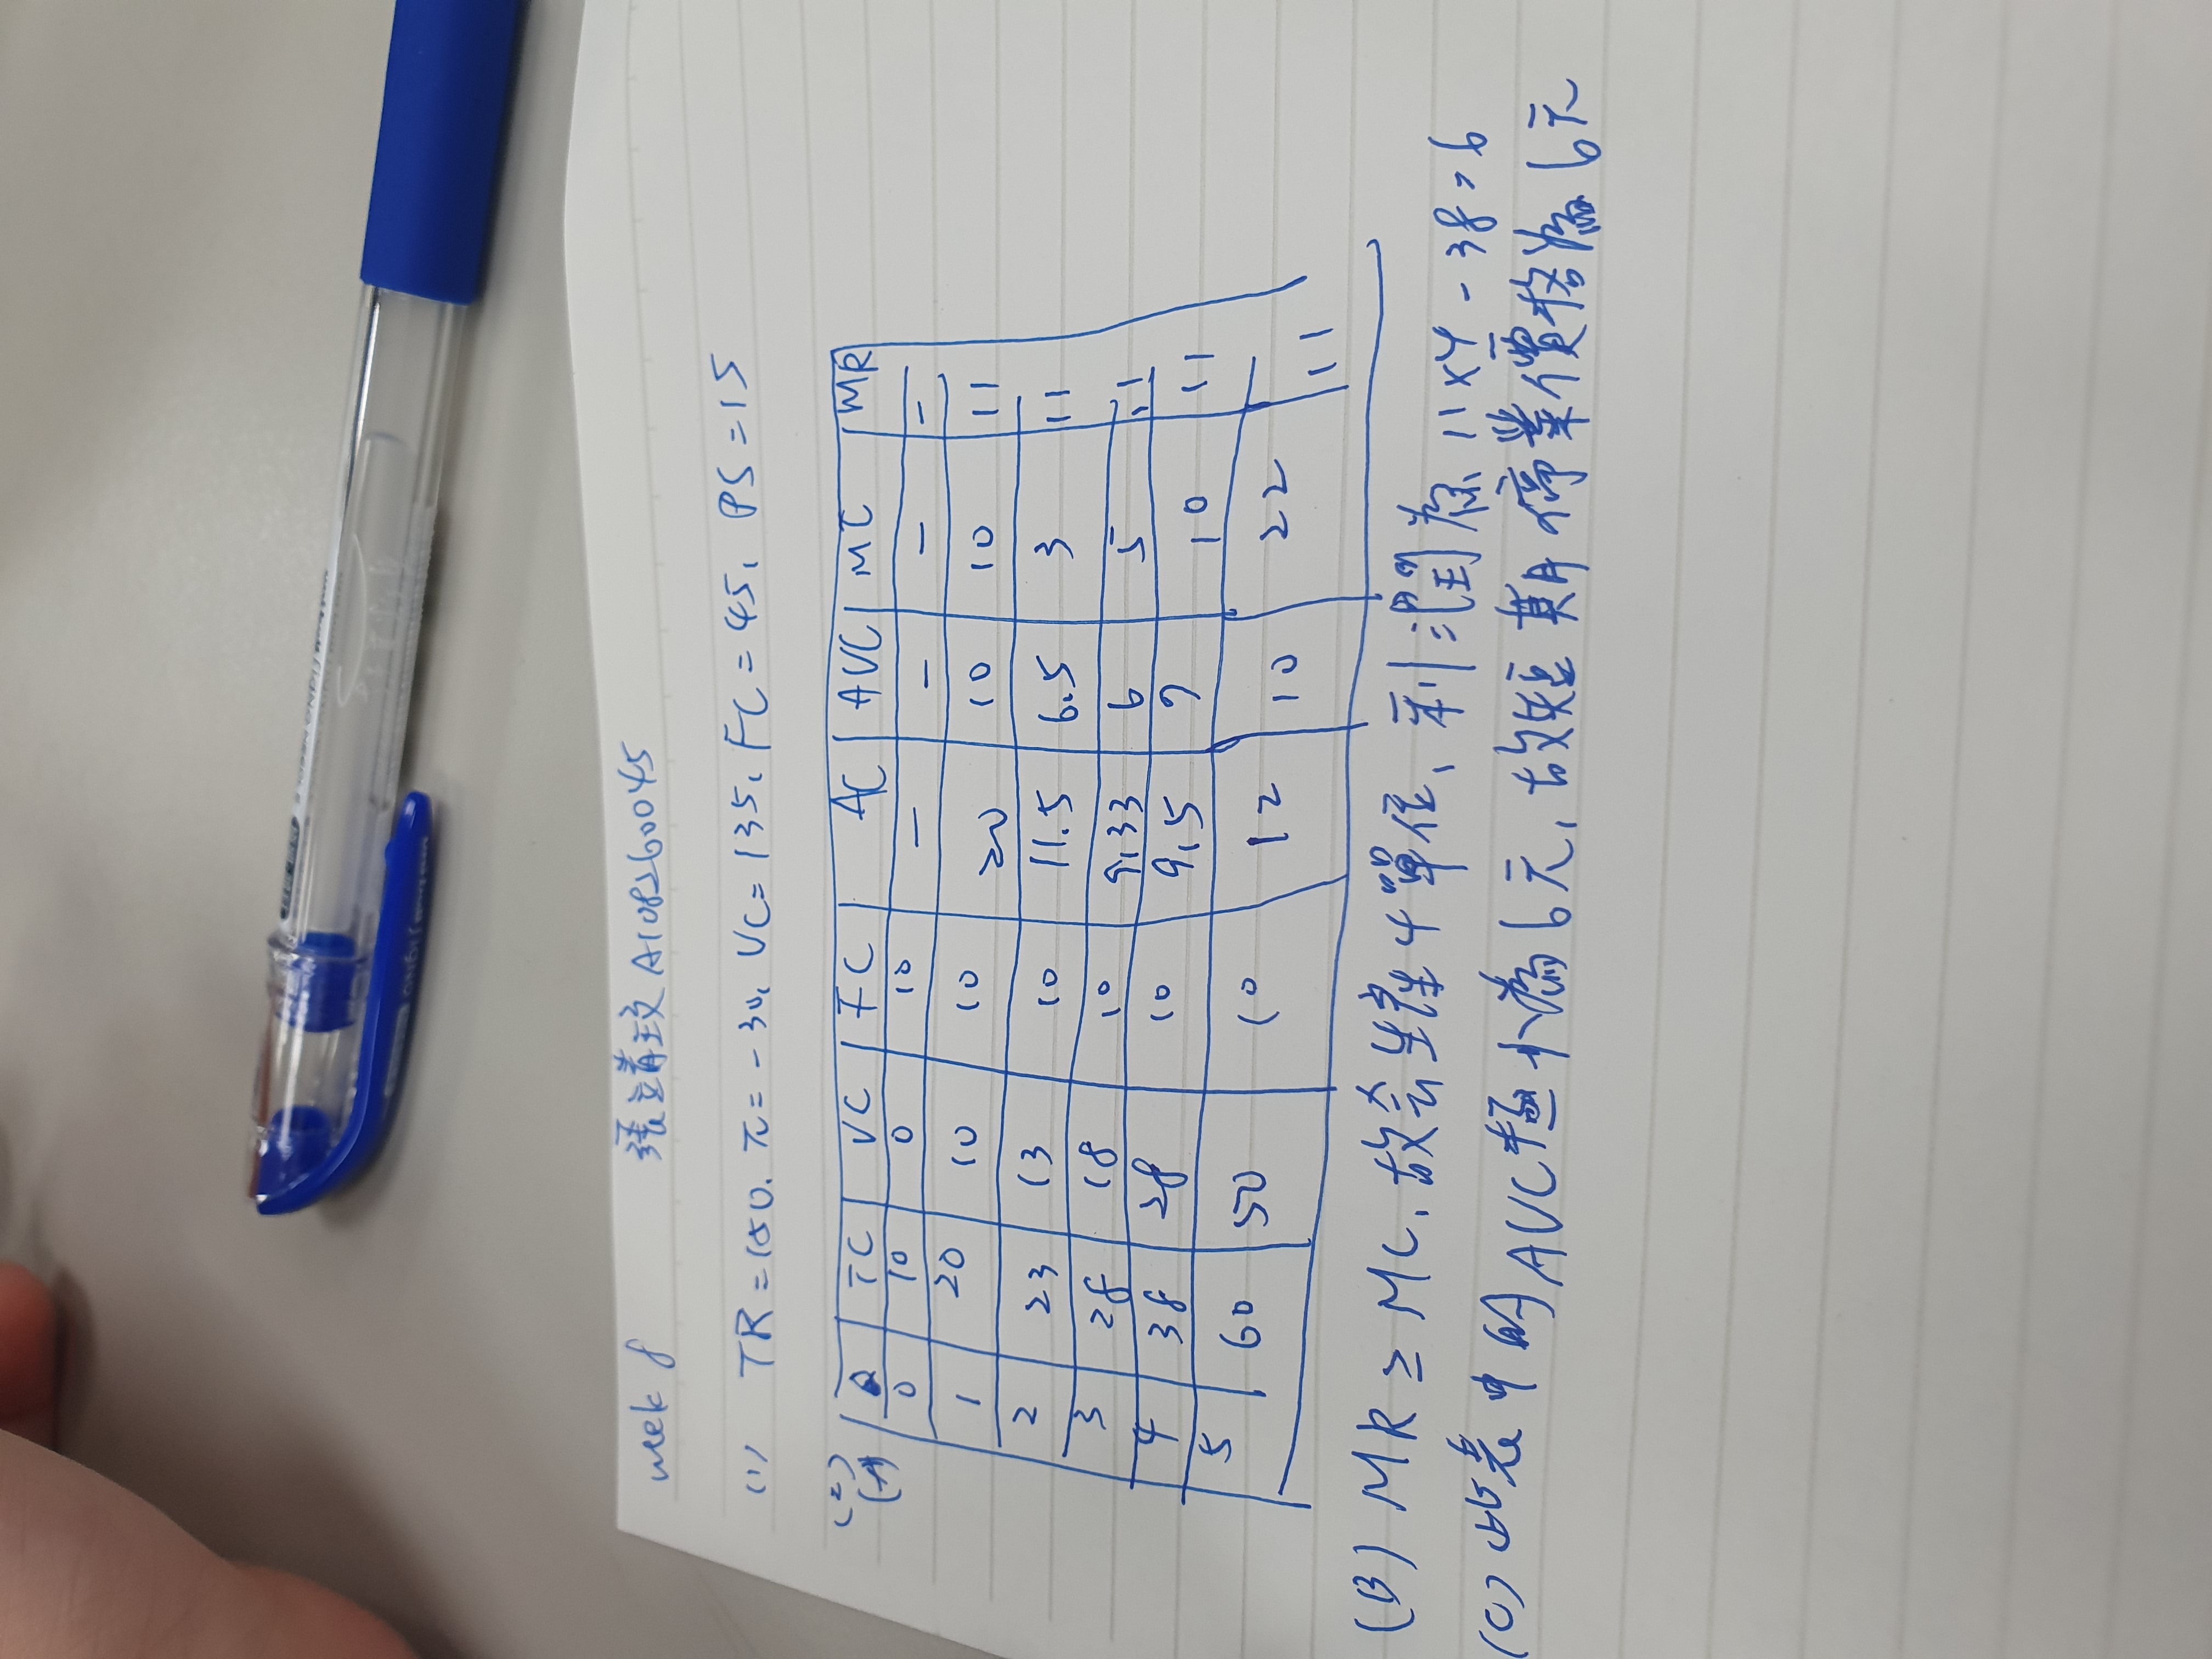 week 8 張靖玟 A108260045
(1) TR=150. π=-30, VC=135, FC=45, PS=15
(2)
(A) Q TC VC FC AC AVC MC MR
0 10 0 10 — — — —
1 20 10 10 20 10 10 11
2 23 13 10 11.5 6.5 3 11
3 28 18 10 9.33 6 5 11
4 38 28 10 9.5 7 10 11
5 60 50 10 12 10 22 11
(B) MR ≥ MC, 故会生產4單位, 利潤為 11×4-38=6
(C) 此表中的AVC極小為6元, 故短期停業價格為6元